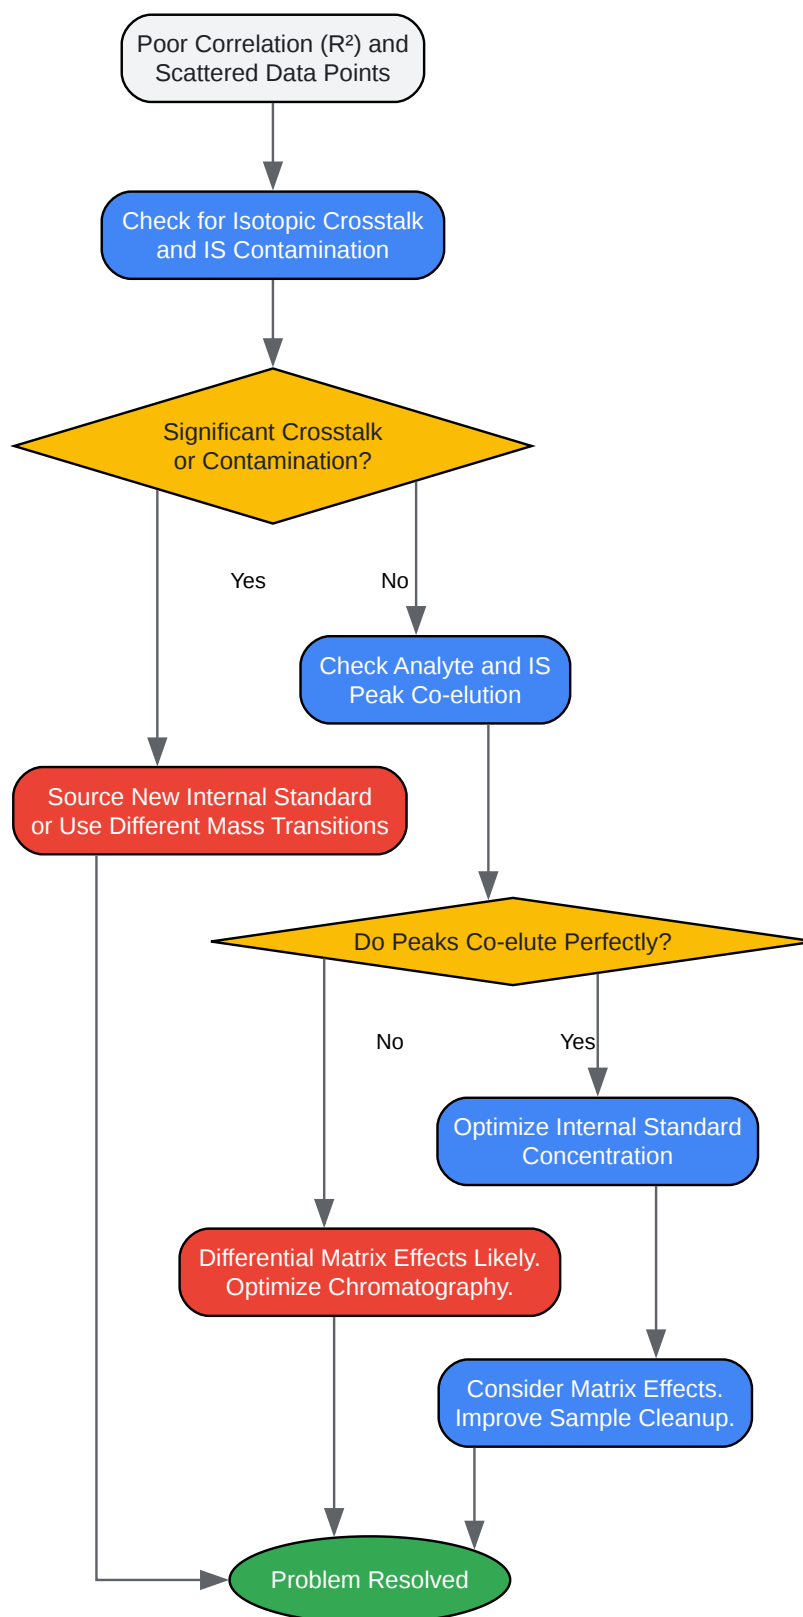 Poor Correlation (R²) and
Scattered Data Points
Check for Isotopic Crosstalk
and IS Contamination
Significant Crosstalk
or Contamination?
Yes
No
Check Analyte and IS
Peak Co-elution
Source New Internal Standard
or Use Different Mass Transitions
Do Peaks Co-elute Perfectly?
No
Yes
Optimize Internal Standard
Concentration
Differential Matrix Effects Likely.
Optimize Chromatography.
Consider Matrix Effects.
Improve Sample Cleanup.
Problem Resolved